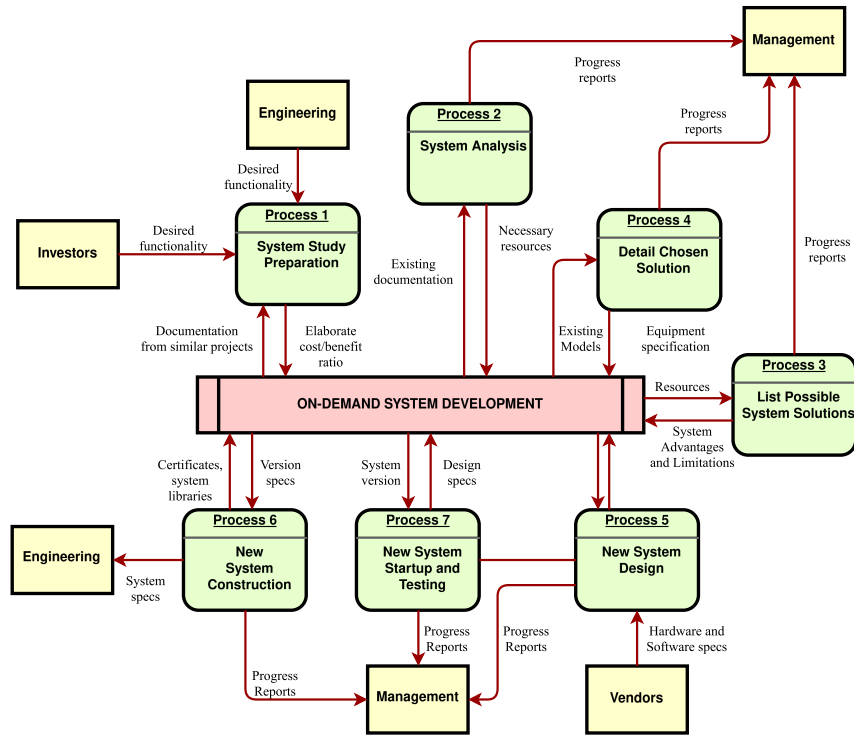 Management
Progress
reports
Engineering
Process 2
System Analysis
Progress
reports
Desired
functionality
Process 1
System Study
Preparation
Investors
Desired
functionality
Necessary
resources
Process 4
Detail Chosen
Solution
Progress
reports
Existing
documentation
Documentation
from similar projects
Elaborate
cost/benefit
ratio
Existing
Models
Equipment
specification
Process 3
List Possible
System Solutions
Resources
ON-DEMAND SYSTEM DEVELOPMENT
System
Advantages
and Limitations
Certificates,
system
libraries
Version
specs
System
version
Design
specs
Process 6
New
System
Construction
Process 7
New System
Startup and
Testing
Process 5
New System
Design
Engineering
System
specs
Progress
Reports
Progress
Reports
Progress
Reports
Hardware and
Software specs
Management
Vendors